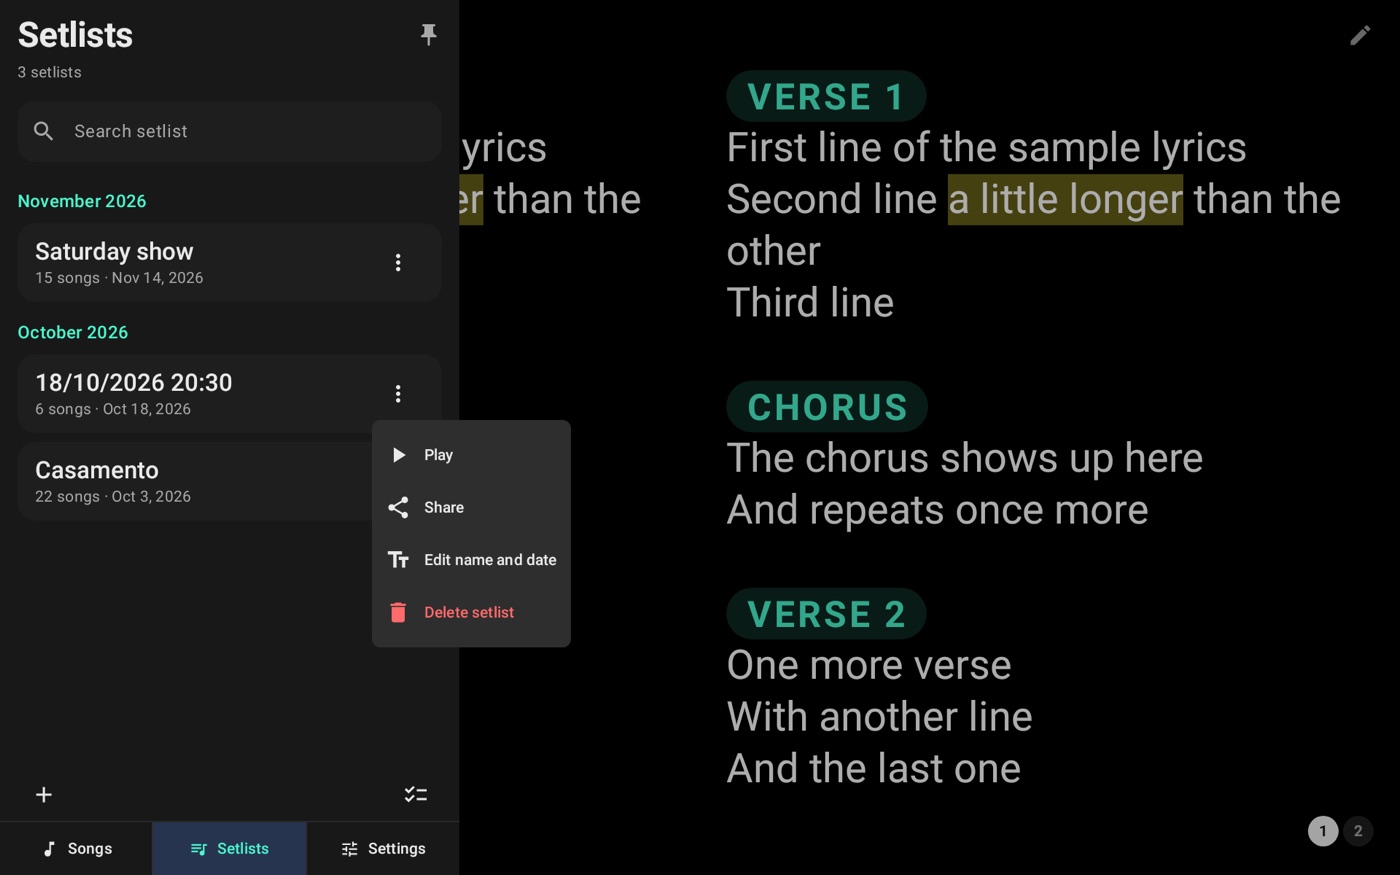 Setlists
3 setlists
Search setlist
November 2026
Saturday show
15 songs · Nov 14, 2026
October 2026
18/10/2026 20:30
6 songs · Oct 18, 2026
Casamento
22 songs · Oct 3, 2026
Play
Share
Edit name and date
Delete setlist
Songs
Setlists
Settings
yrics
er than the
VERSE 1
First line of the sample lyrics
Second line a little longer than the
other
Third line
CHORUS
The chorus shows up here
And repeats once more
VERSE 2
One more verse
With another line
And the last one
1
2